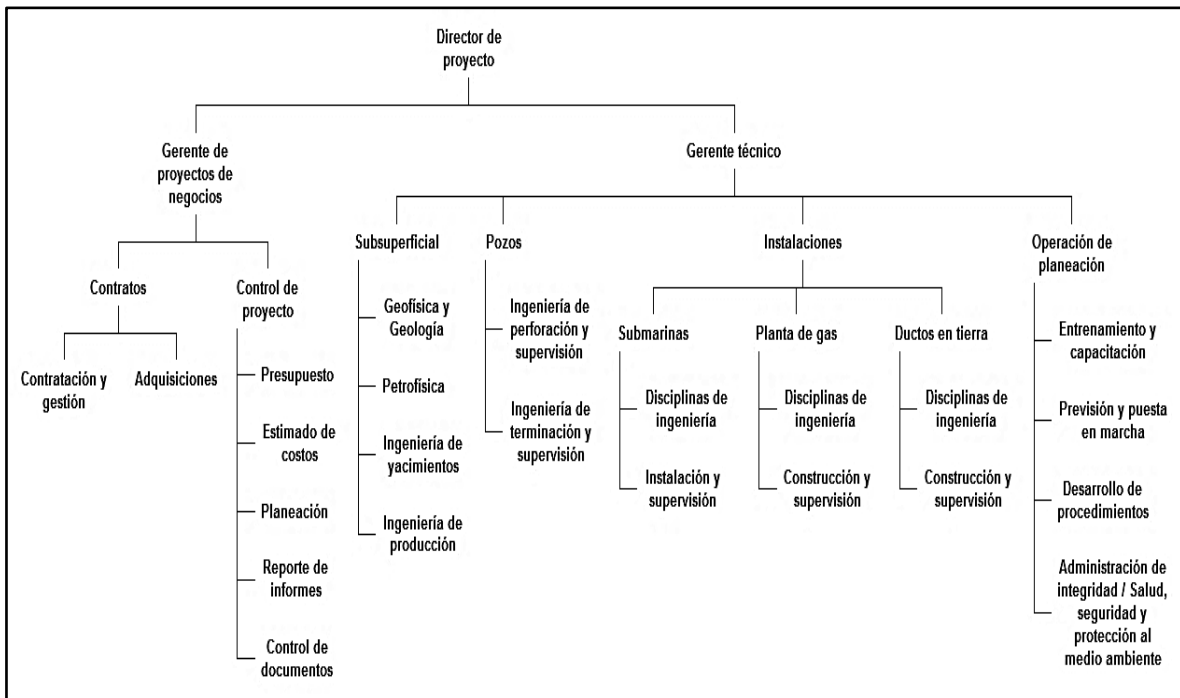 Director de
proyecto
Gerente de
proyectos de
negocios
Gerente técnico
Contratos
Control de
proyecto
Contratación y
gestión
Adquisiciones
Presupuesto
Estimado de
costos
Planeación
Reporte de
informes
Control de
documentos
Subsuperficial
Geofísica y
Geología
Petrofísica
Ingeniería de
yacimientos
Ingeniería de
producción
Pozos
Ingeniería de
perforación y
supervisión
Ingeniería de
terminación y
supervisión
Instalaciones
Submarinas
Disciplinas de
ingeniería
Instalación y
supervisión
Planta de gas
Disciplinas de
ingeniería
Construcción y
supervisión
Ductos en tierra
Disciplinas de
ingeniería
Construcción y
supervisión
Operación de
planeación
Entrenamiento y
capacitación
Previsión y puesta
en marcha
Desarrollo de
procedimientos
Administración de
integridad / Salud,
seguridad y
protección al
medio ambiente